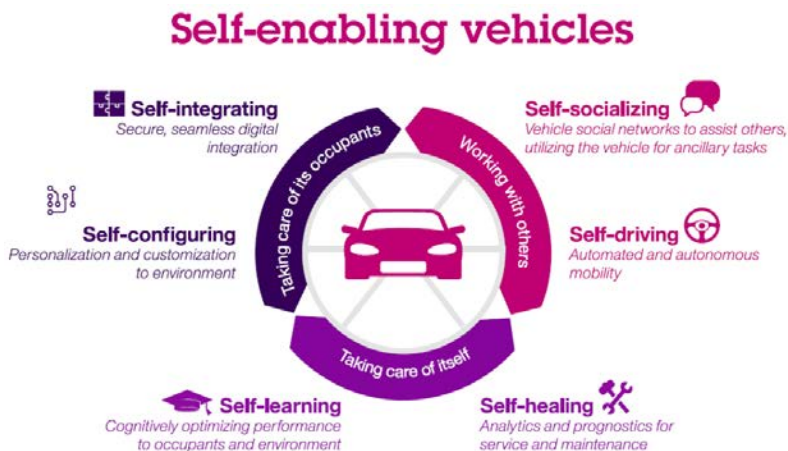 Self-enabling vehicles
Self-integrating
Secure, seamless digital
integration
Self-configuring
Personalization and customization
to environment
Taking care of its occupants
Working with others
Taking care of itself
Self-socializing
Vehicle social networks to assist others,
utilizing the vehicle for ancillary tasks
Self-driving
Automated and autonomous
mobility
Self-learning
Cognitively optimizing performance
to occupants and environment
Self-healing
Analytics and prognostics for
service and maintenance